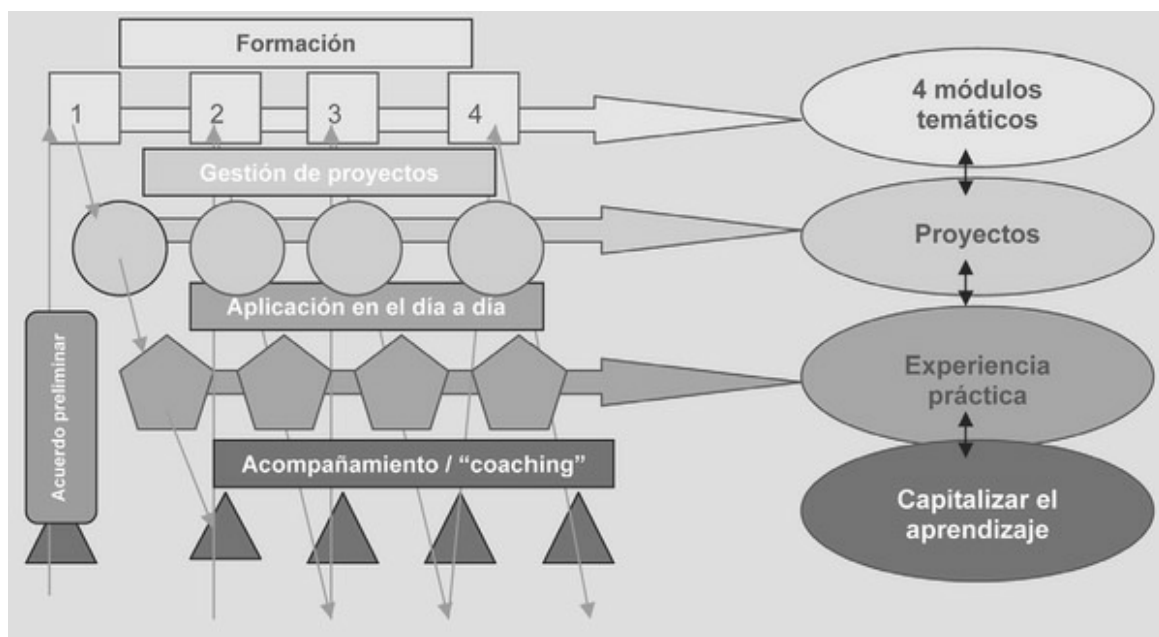 Formación
1
2
3
4
4 módulos
temáticos
Gestión de proyectos
Proyectos
Aplicación en el día a día
Acuerdo preliminar
Experiencia
práctica
Acompañamiento / “coaching”
Capitalizar el
aprendizaje